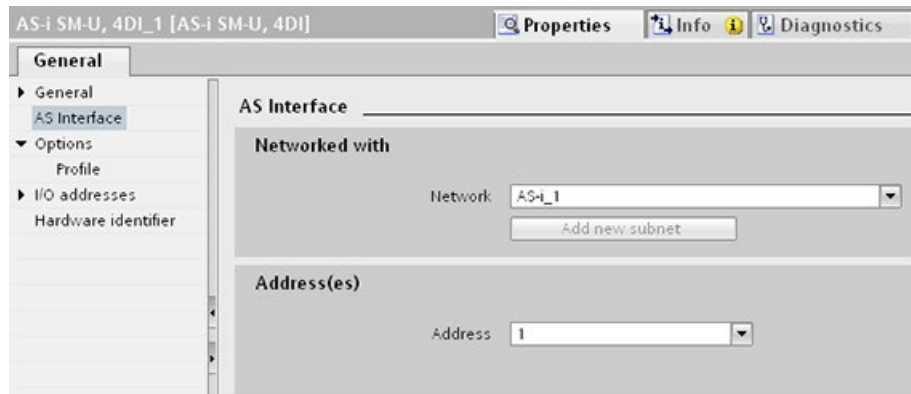 AS-i SM-U, 4DI_1 [AS-i SM-U, 4DI]
Properties
Info
Diagnostics
General
General
AS Interface
Options
Profile
I/O addresses
Hardware identifier
AS Interface
Networked with
Network AS-i_1
Add new subnet
Address(es)
Address 1